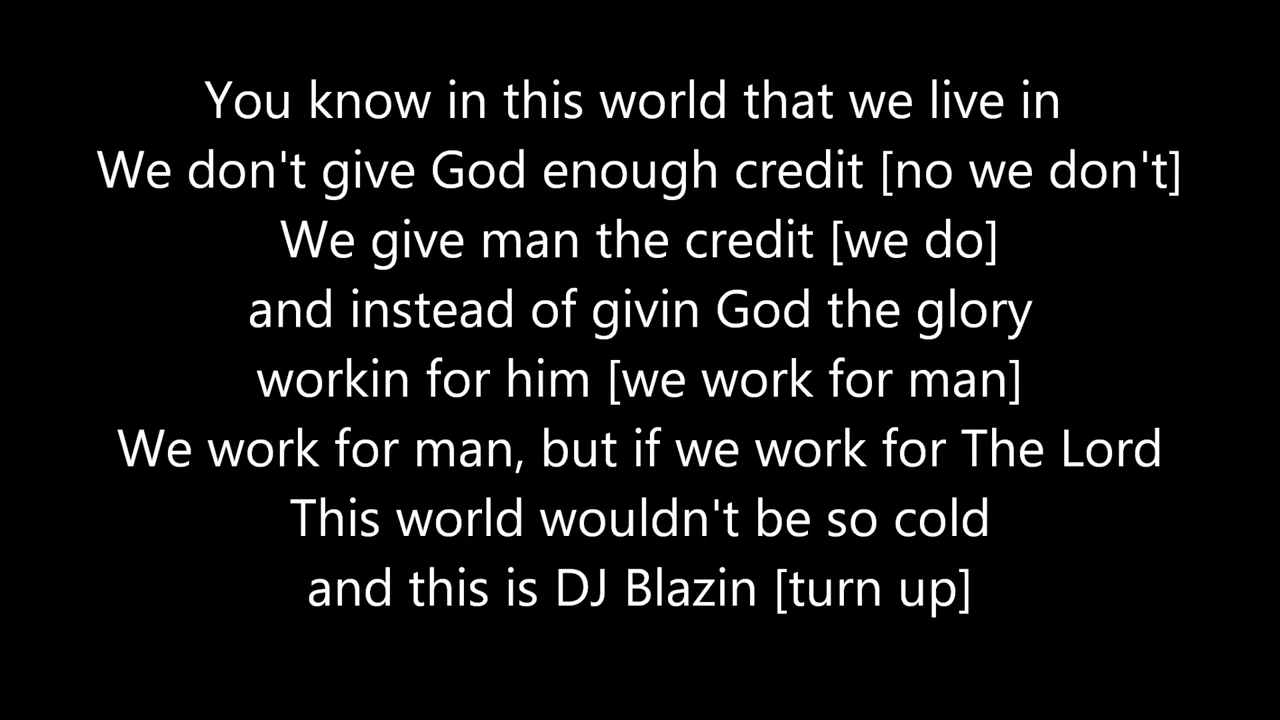 You know in this world that we live in
We don't give God enough credit [no we don't]
We give man the credit [we do]
and instead of givin God the glory
workin for him [we work for man]
We work for man, but if we work for The Lord
This world wouldn't be so cold
and this is DJ Blazin [turn up]